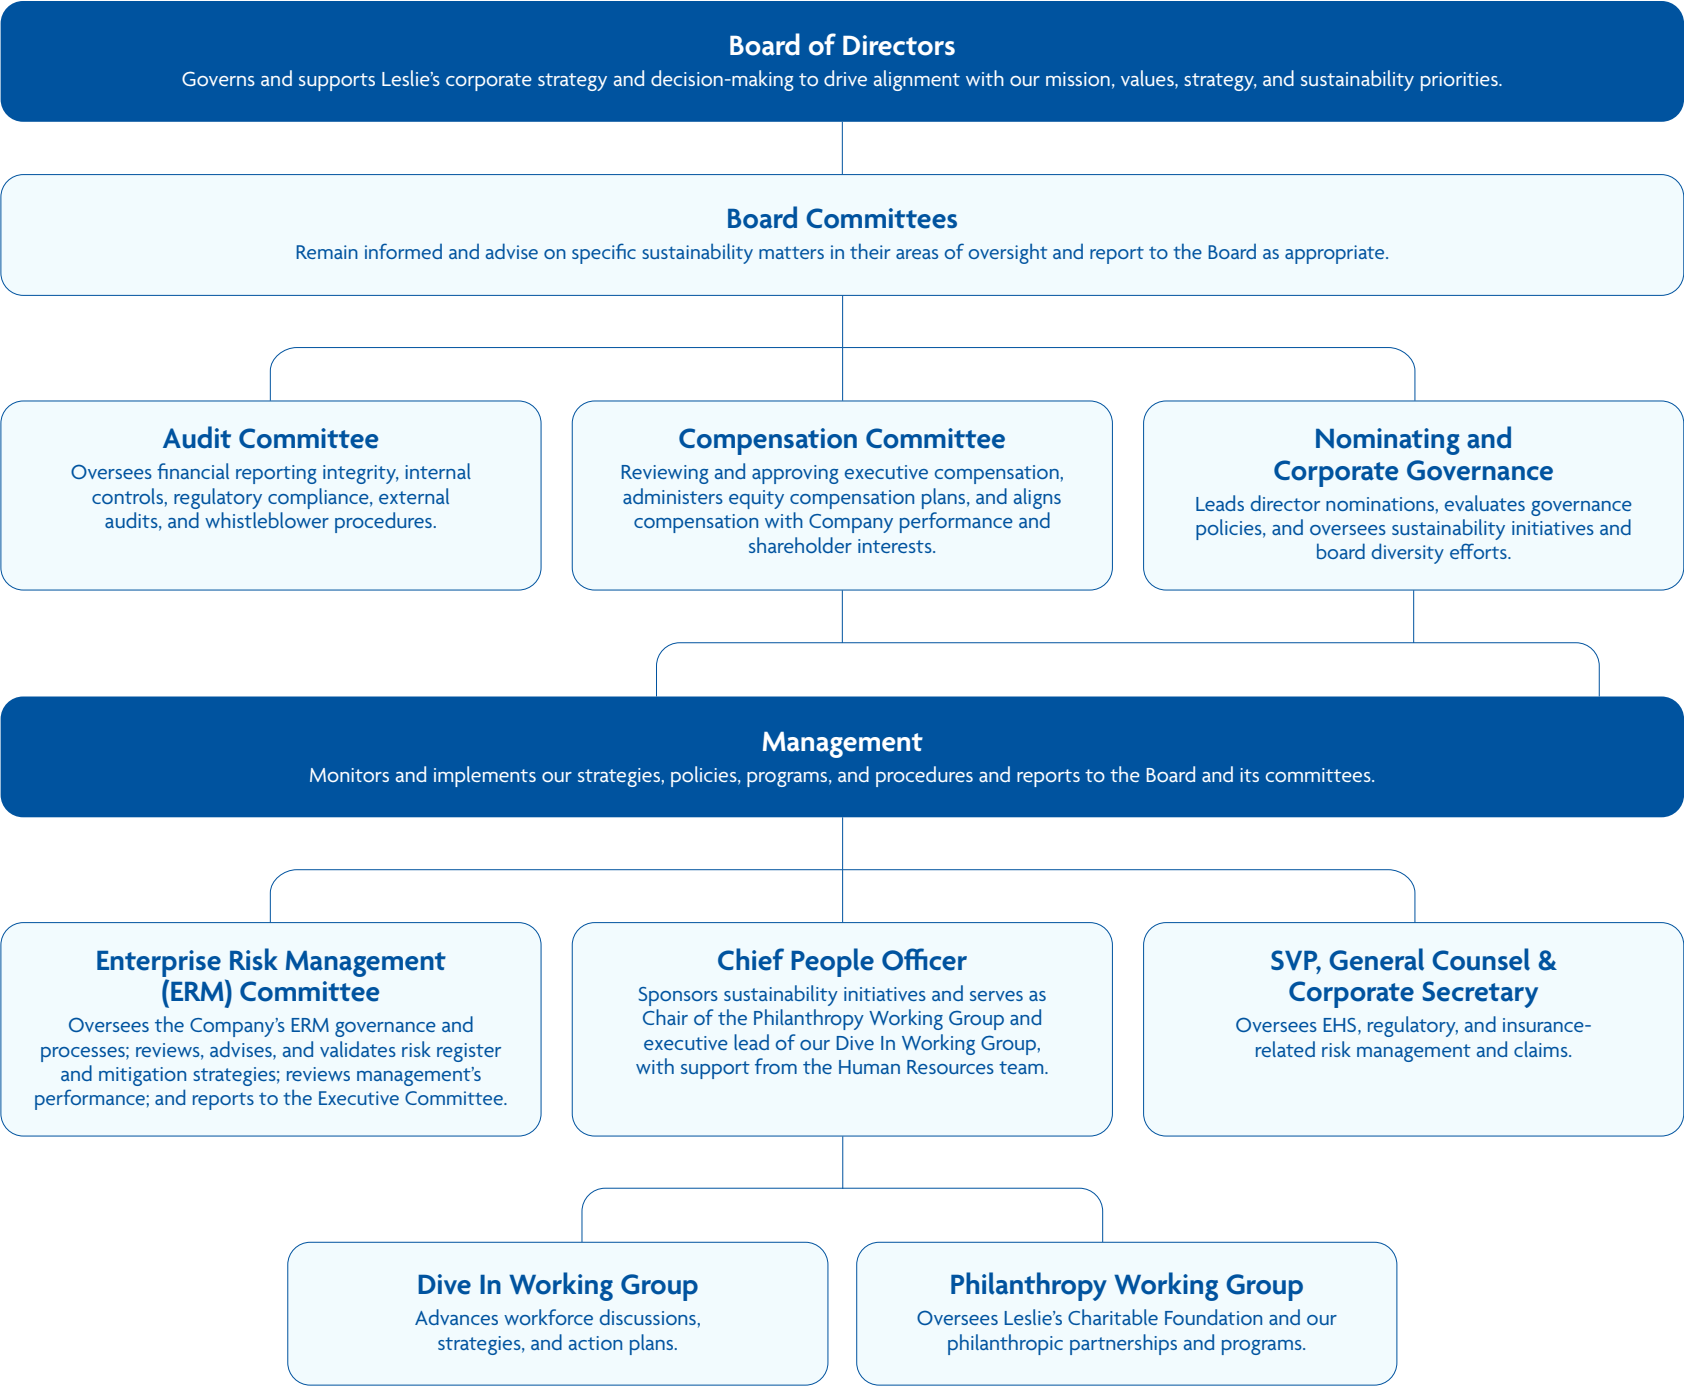 Board of Directors
Governs and supports Leslie's corporate strategy and decision-making to drive alignment with our mission, values, strategy, and sustainability priorities.
Board Committees
Remain informed and advise on specific sustainability matters in their areas of oversight and report to the Board as appropriate.
Audit Committee
Oversees financial reporting integrity, internal
controls, regulatory compliance, external
audits, and whistleblower procedures.
Compensation Committee
Reviewing and approving executive compensation,
administers equity compensation plans, and aligns
compensation with Company performance and
shareholder interests.
Nominating and
Corporate Governance
Leads director nominations, evaluates governance
policies, and oversees sustainability initiatives and
board diversity efforts.
Management
Monitors and implements our strategies, policies, programs, and procedures and reports to the Board and its committees.
Enterprise Risk Management
(ERM) Committee
Oversees the Company's ERM governance and
processes; reviews, advises, and validates risk register
and mitigation strategies; reviews management's
performance; and reports to the Executive Committee.
Chief People Officer
Sponsors sustainability initiatives and serves as
Chair of the Philanthropy Working Group and
executive lead of our Dive In Working Group,
with support from the Human Resources team.
SVP, General Counsel &
Corporate Secretary
Oversees EHS, regulatory, and insurance-
related risk management and claims.
Dive In Working Group
Advances workforce discussions,
strategies, and action plans.
Philanthropy Working Group
Oversees Leslie's Charitable Foundation and our
philanthropic partnerships and programs.